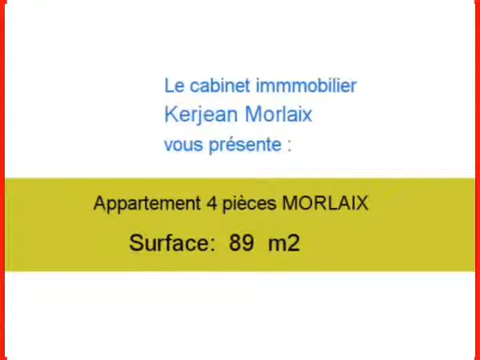 Le cabinet immmobilier
Kerjean Morlaix
vous présente :
Appartement 4 pièces MORLAIX
Surface: 89 m2